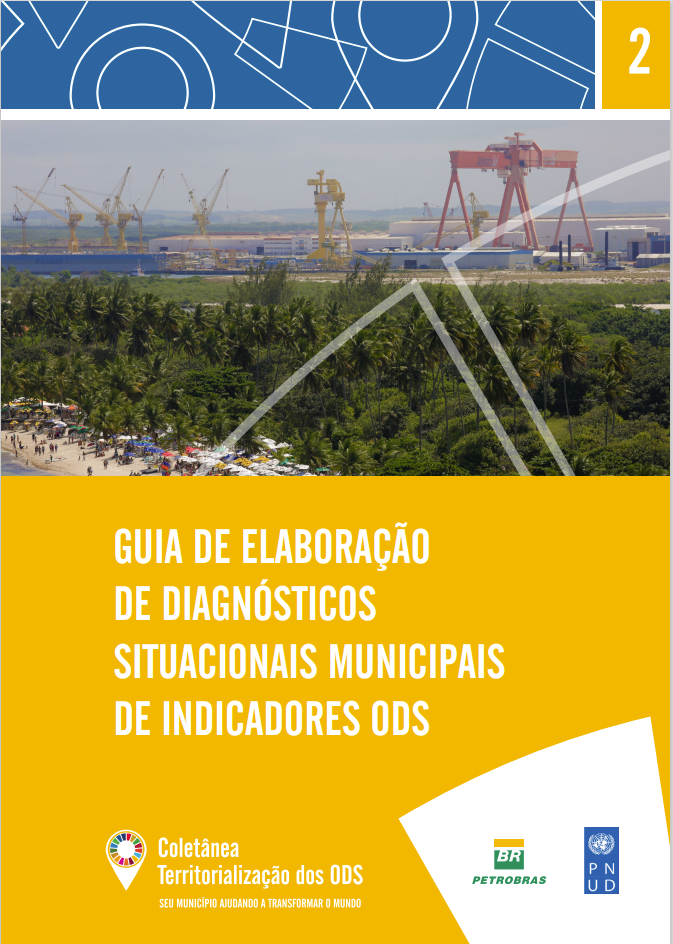 2
GUIA DE ELABORAÇÃO
DE DIAGNÓSTICOS
SITUACIONAIS MUNICIPAIS
DE INDICADORES ODS
Coletânea
Territorialização dos ODS
SEU MUNICÍPIO AJUDANDO A TRANSFORMAR O MUNDO
BR
PETROBRAS
P N
U D